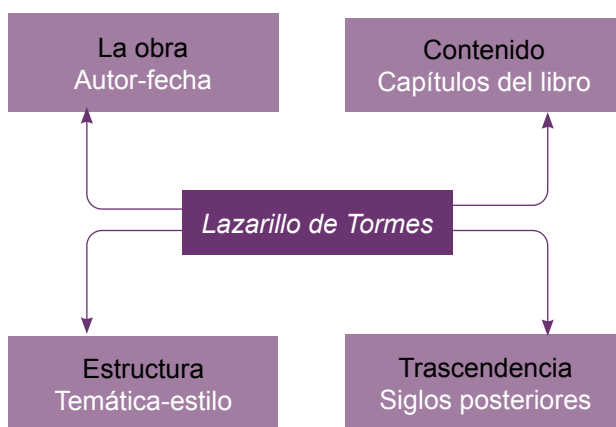 La obra
Autor-fecha
Contenido
Capítulos del libro
Lazarillo de Tormes
Estructura
Temática-estilo
Trascendencia
Siglos posteriores